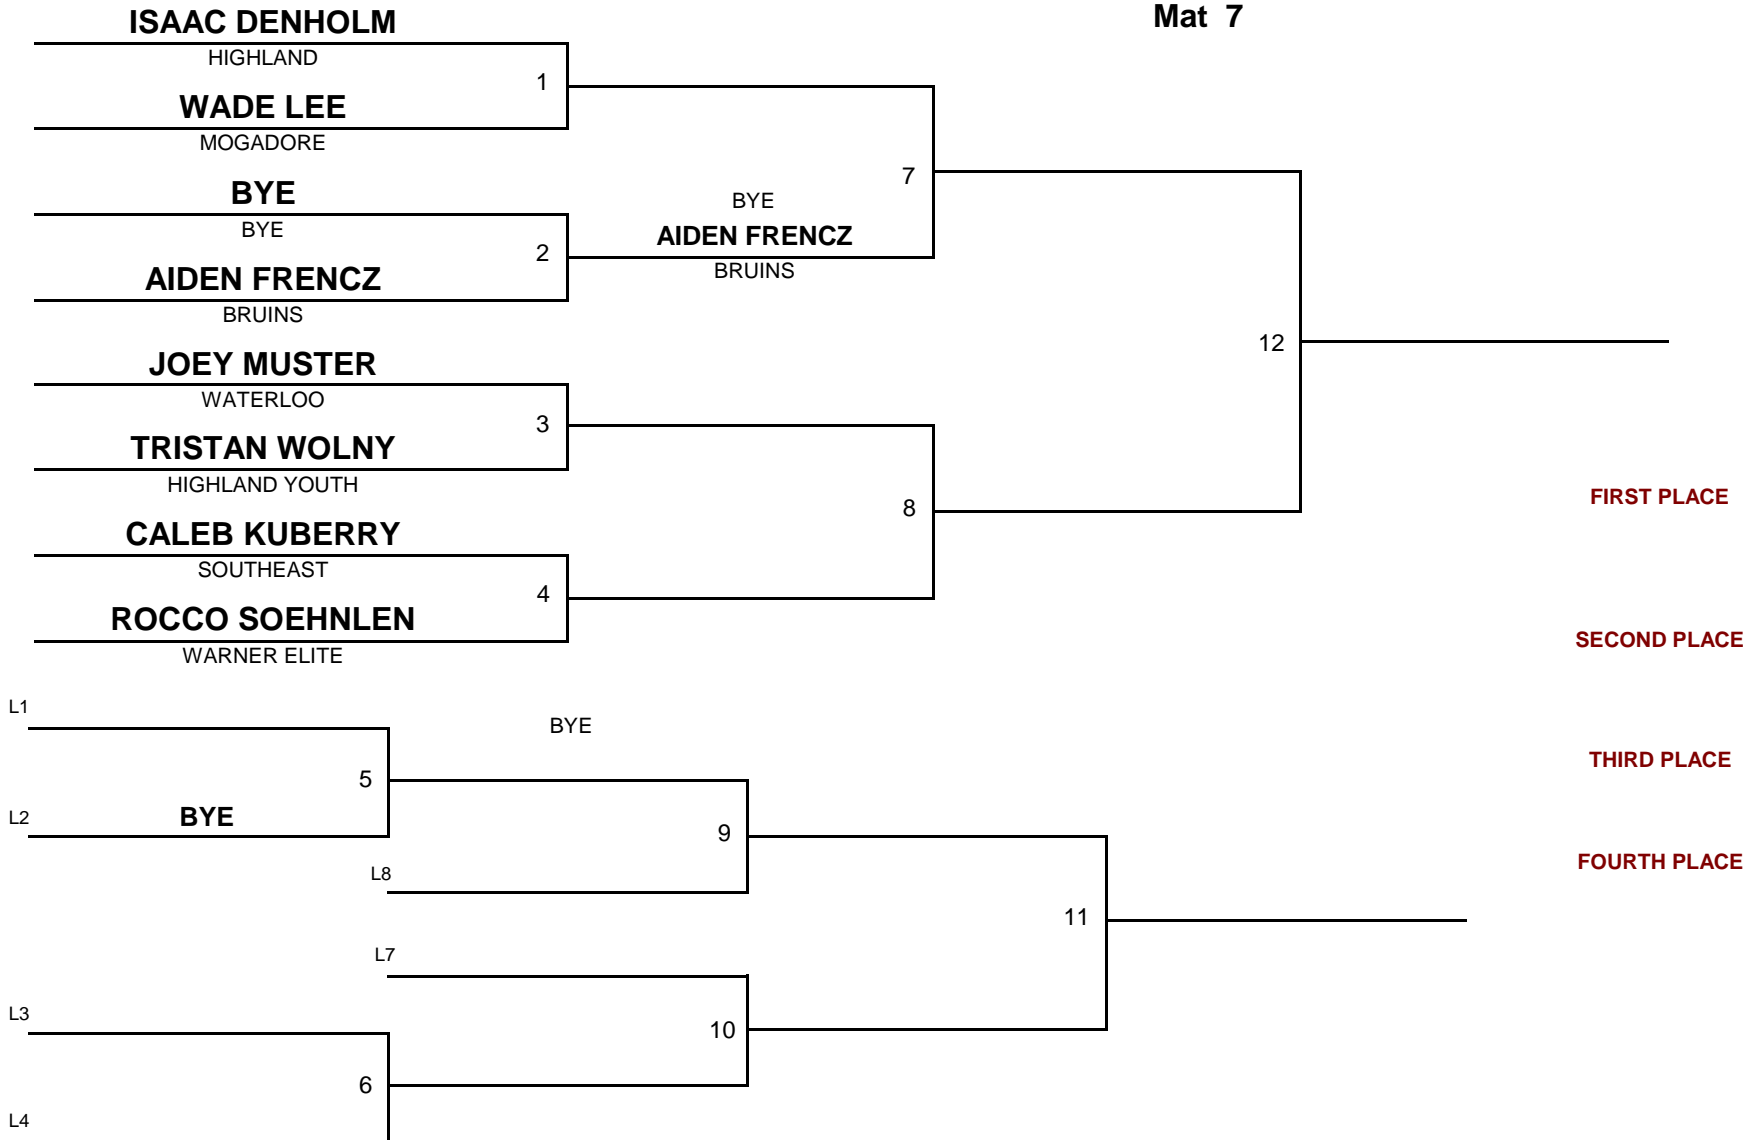 Mat 7
ISAAC DENHOLM
HIGHLAND
1
WADE LEE
MOGADORE
7
BYE
BYE
BYE
2
AIDEN FRENCZ
BRUINS
AIDEN FRENCZ
BRUINS
12
JOEY MUSTER
WATERLOO
3
TRISTAN WOLNY
HIGHLAND YOUTH
8
FIRST PLACE
CALEB KUBERRY
SOUTHEAST
4
ROCCO SOEHNLEN
WARNER ELITE
SECOND PLACE
L1
BYE
5
THIRD PLACE
L2
BYE
9
L8
FOURTH PLACE
11
L7
L3
10
6
L4